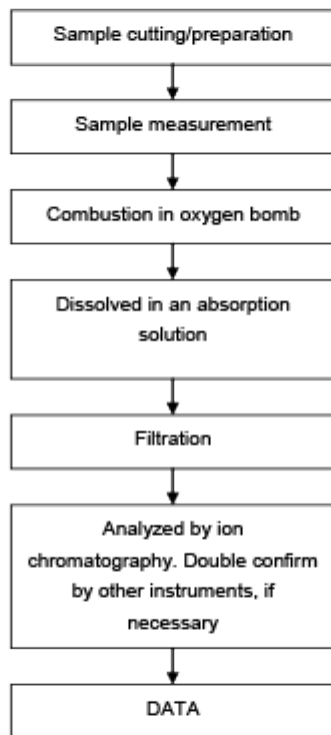 Sample cutting/preparation
Sample measurement
Combustion in oxygen bomb
Dissolved in an absorption
solution
Filtration
Analyzed by ion
chromatography. Double confirm
by other instruments, if
necessary
DATA